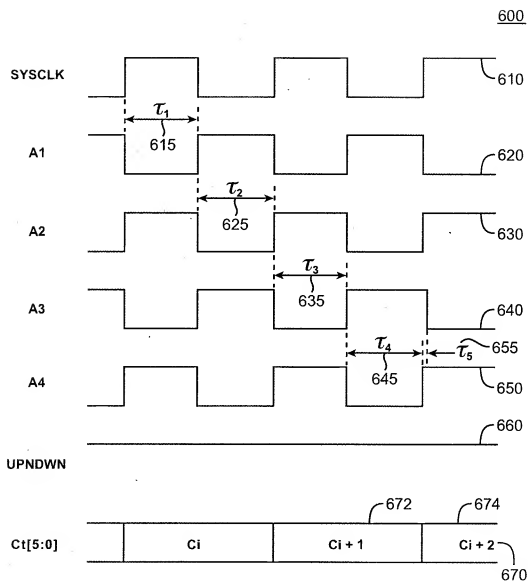 600
SYSCLK
610
τ1
615
A1
620
τ2
625
A2
630
τ3
635
A3
640
655
τ4
τ5
645
A4
650
660
UPNDWN
672
674
Ct[5:0]
Ci
Ci + 1
Ci + 2
670